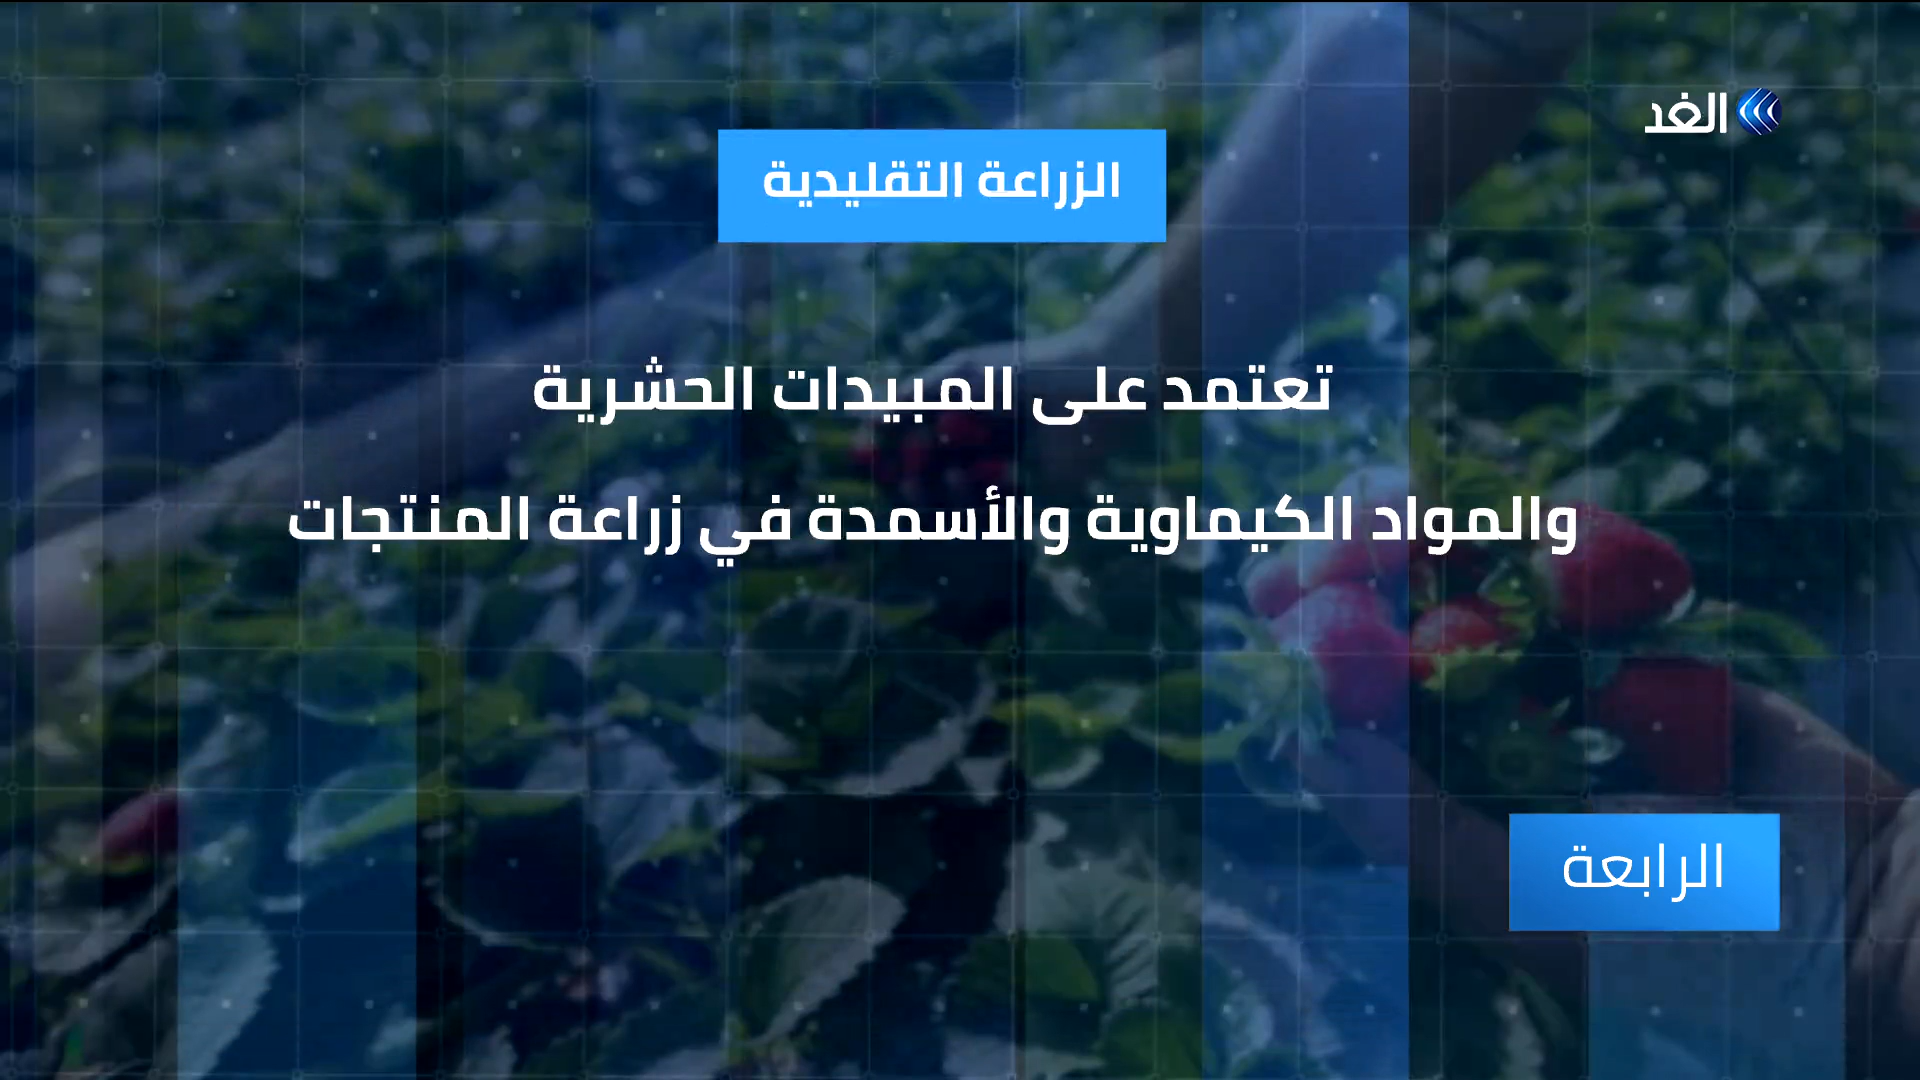 الغد
الزراعة التقليدية
تعتمد على المبيدات الحشرية
والمواد الكيماوية والأسمدة في زراعة المنتجات
الرابعة